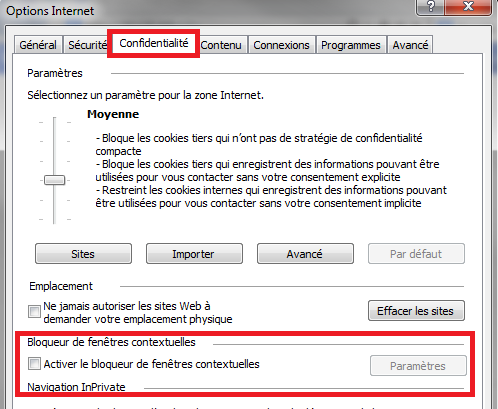 Options Internet
Général Sécurité Confidentialité Contenu Connexions Programmes Avancé
Paramètres
Sélectionnez un paramètre pour la zone Internet.
Moyenne
- Bloque les cookies tiers qui n'ont pas de stratégie de confidentialité
compacte
- Bloque les cookies tiers qui enregistrent des informations pouvant être
utilisées pour vous contacter sans votre consentement explicite
- Restreint les cookies internes qui enregistrent des informations pouvant
être utilisées pour vous contacter sans votre consentement implicite
Sites Importer Avancé Par défaut
Emplacement
Ne jamais autoriser les sites Web à
demander votre emplacement physique
Effacer les sites
Bloqueur de fenêtres contextuelles
Activer le bloqueur de fenêtres contextuelles
Paramètres
Navigation InPrivate